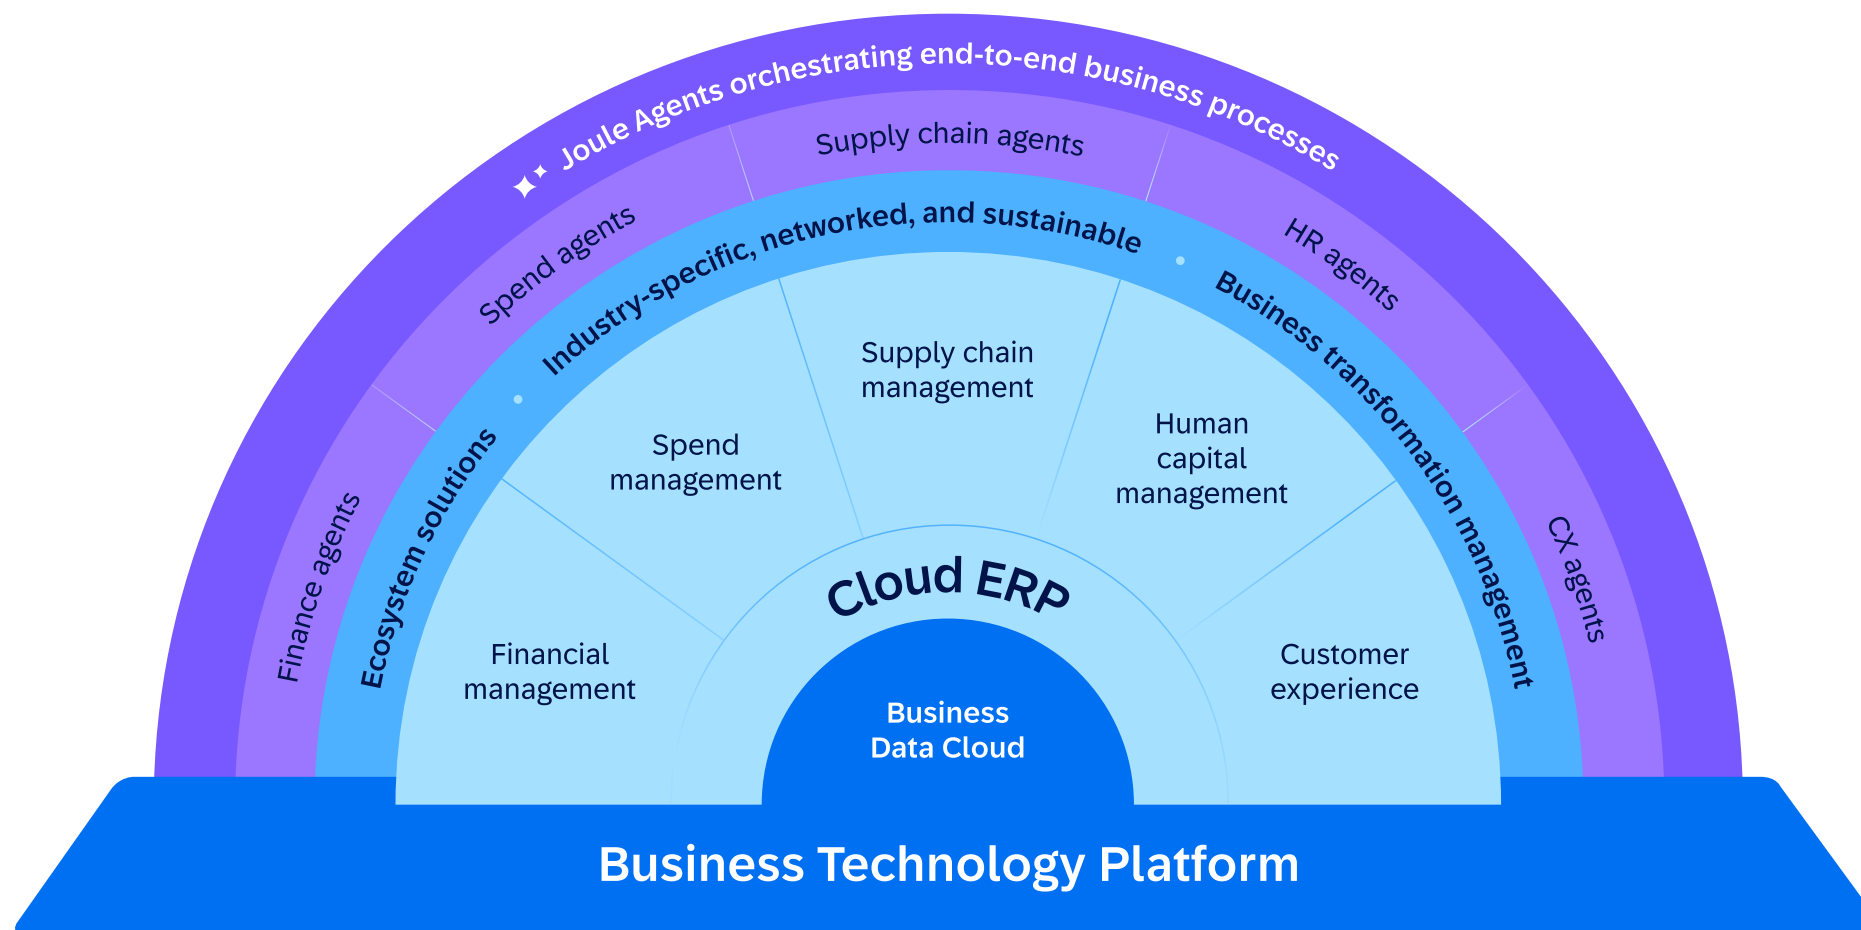 Joule Agents orchestrating end-to-end business processes
Finance agents
Spend agents
Supply chain agents
HR agents
CX agents
Ecosystem solutions • Industry-specific, networked, and sustainable • Business transformation management
Financial
management
Spend
management
Supply chain
management
Human
capital
management
Customer
experience
Cloud ERP
Business
Data Cloud
Business Technology Platform